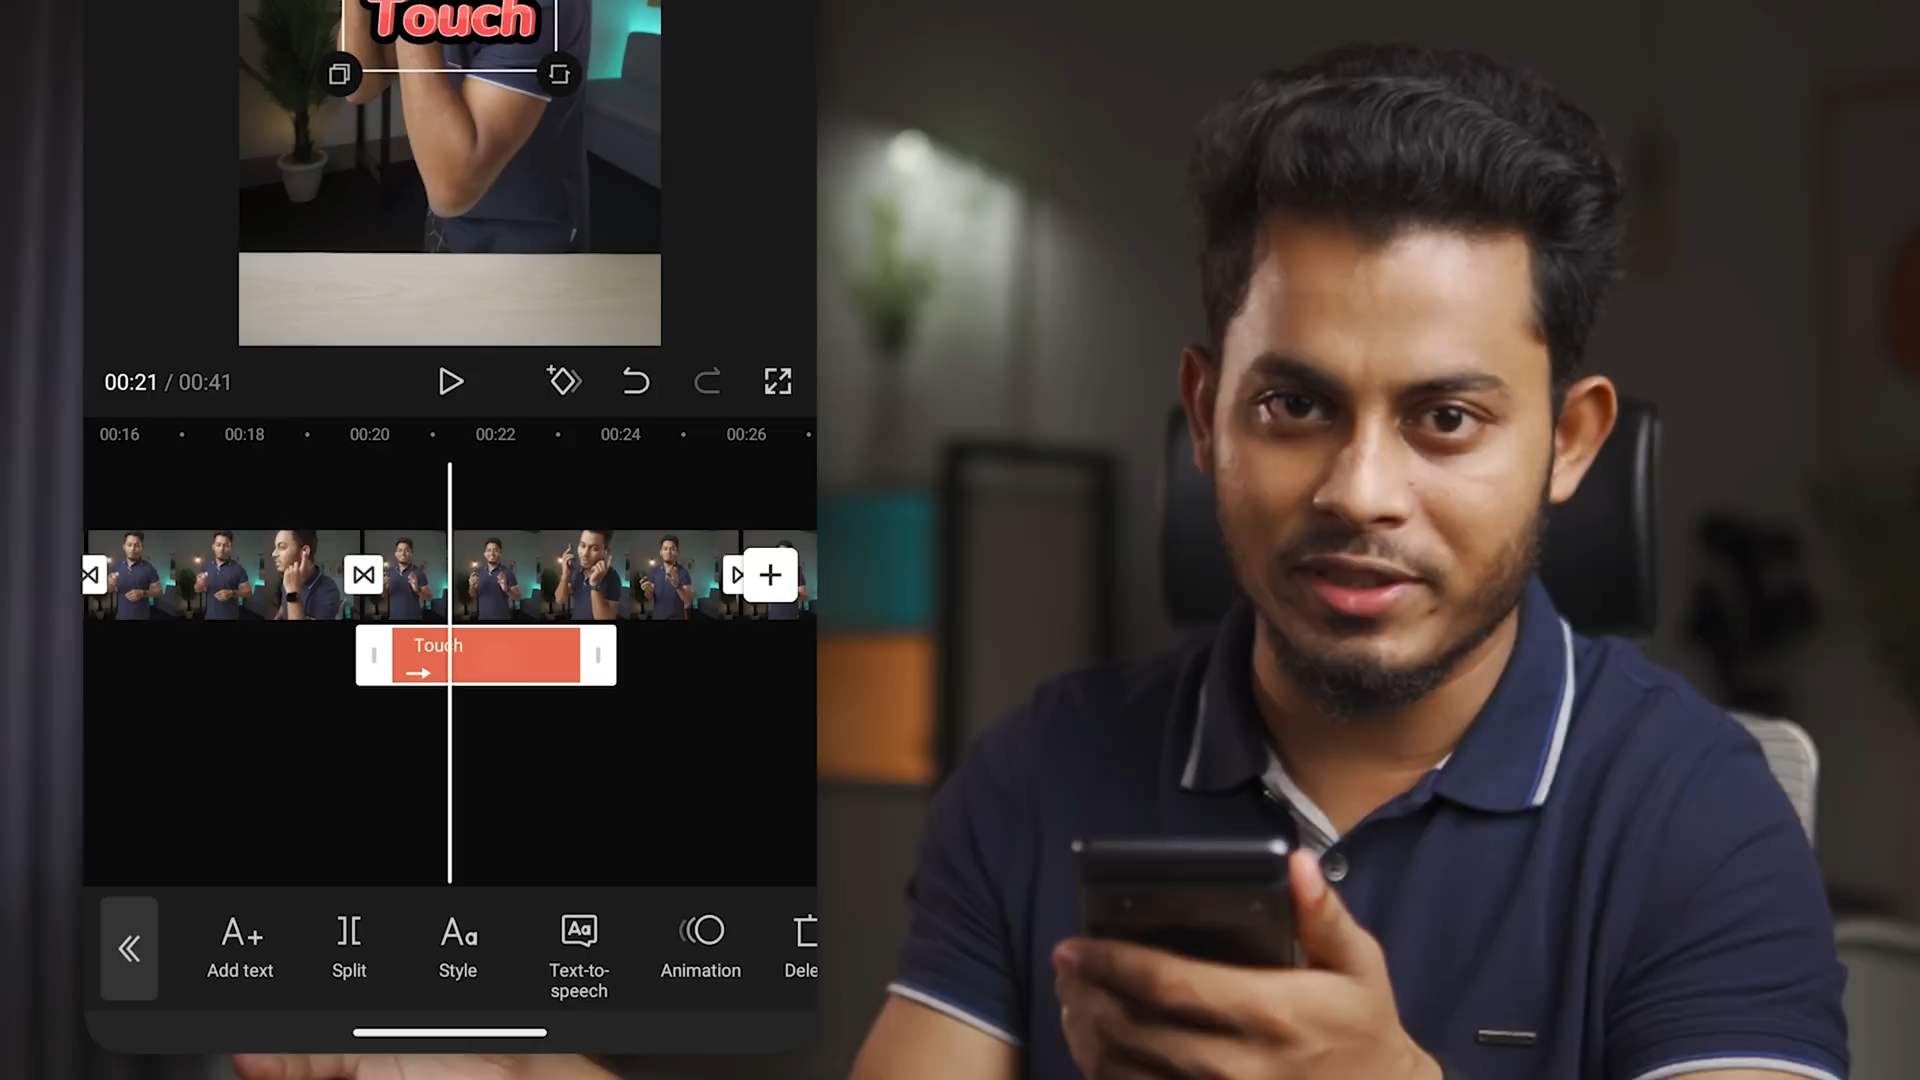 Touch
00:21 / 00:41
00:16 00:18 00:20 00:22 00:24 00:26
Touch
Add text Split Style Text-to-speech Animation Dele